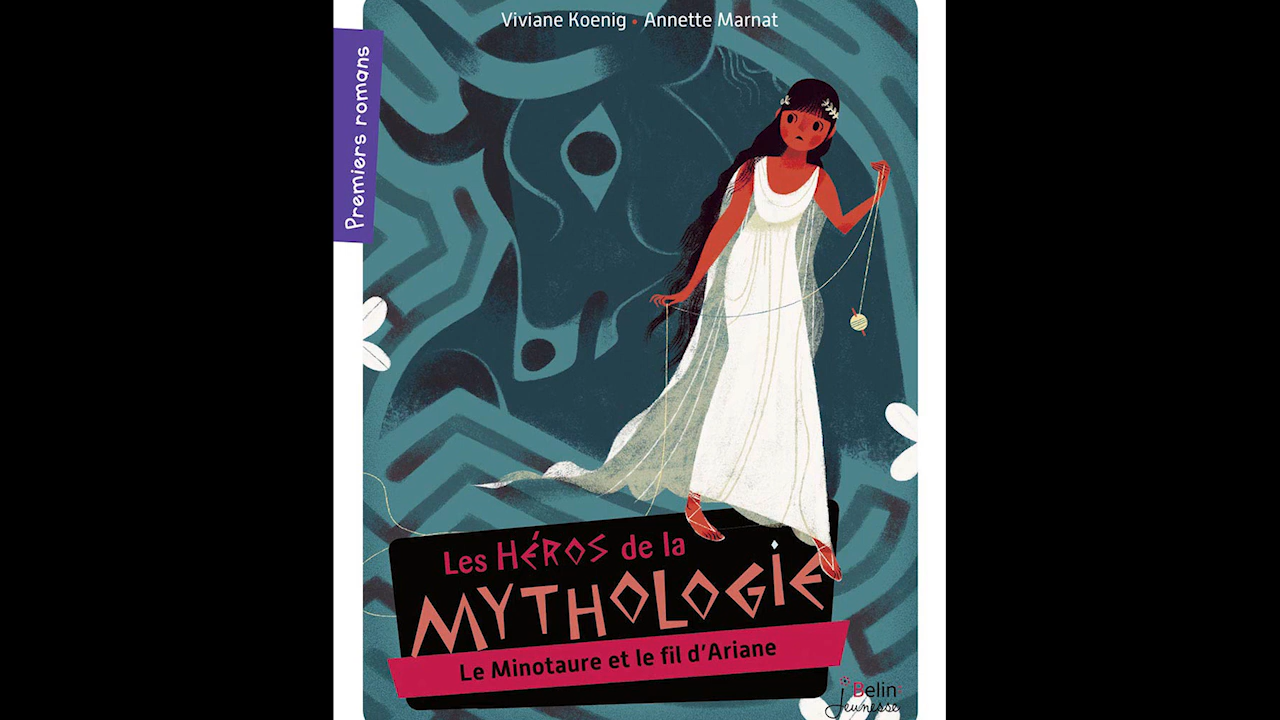 Viviane Koenig • Annette Marnat
Premiers romans
Les HÉROS de la
MYTHOLOGIE
Le Minotaure et le fil d'Ariane
Belin
Jeunesse